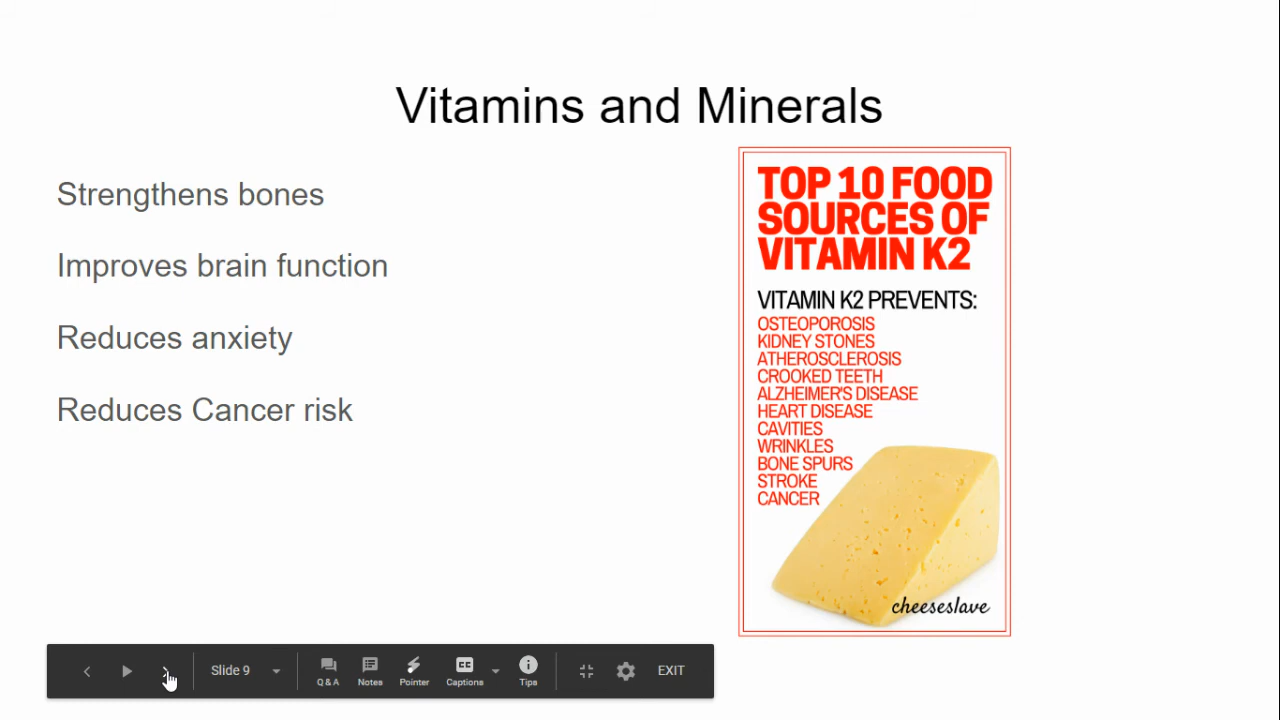 Vitamins and Minerals
Strengthens bones
Improves brain function
Reduces anxiety
Reduces Cancer risk
TOP 10 FOOD
SOURCES OF
VITAMIN K2
VITAMIN K2 PREVENTS:
OSTEOPOROSIS
KIDNEY STONES
ATHEROSCLEROSIS
CROOKED TEETH
ALZHEIMER'S DISEASE
HEART DISEASE
CAVITIES
WRINKLES
BONE SPURS
STROKE
CANCER
cheeseslave
Slide 9
Q & A
Notes
Pointer
CC
Captions
Tips
EXIT